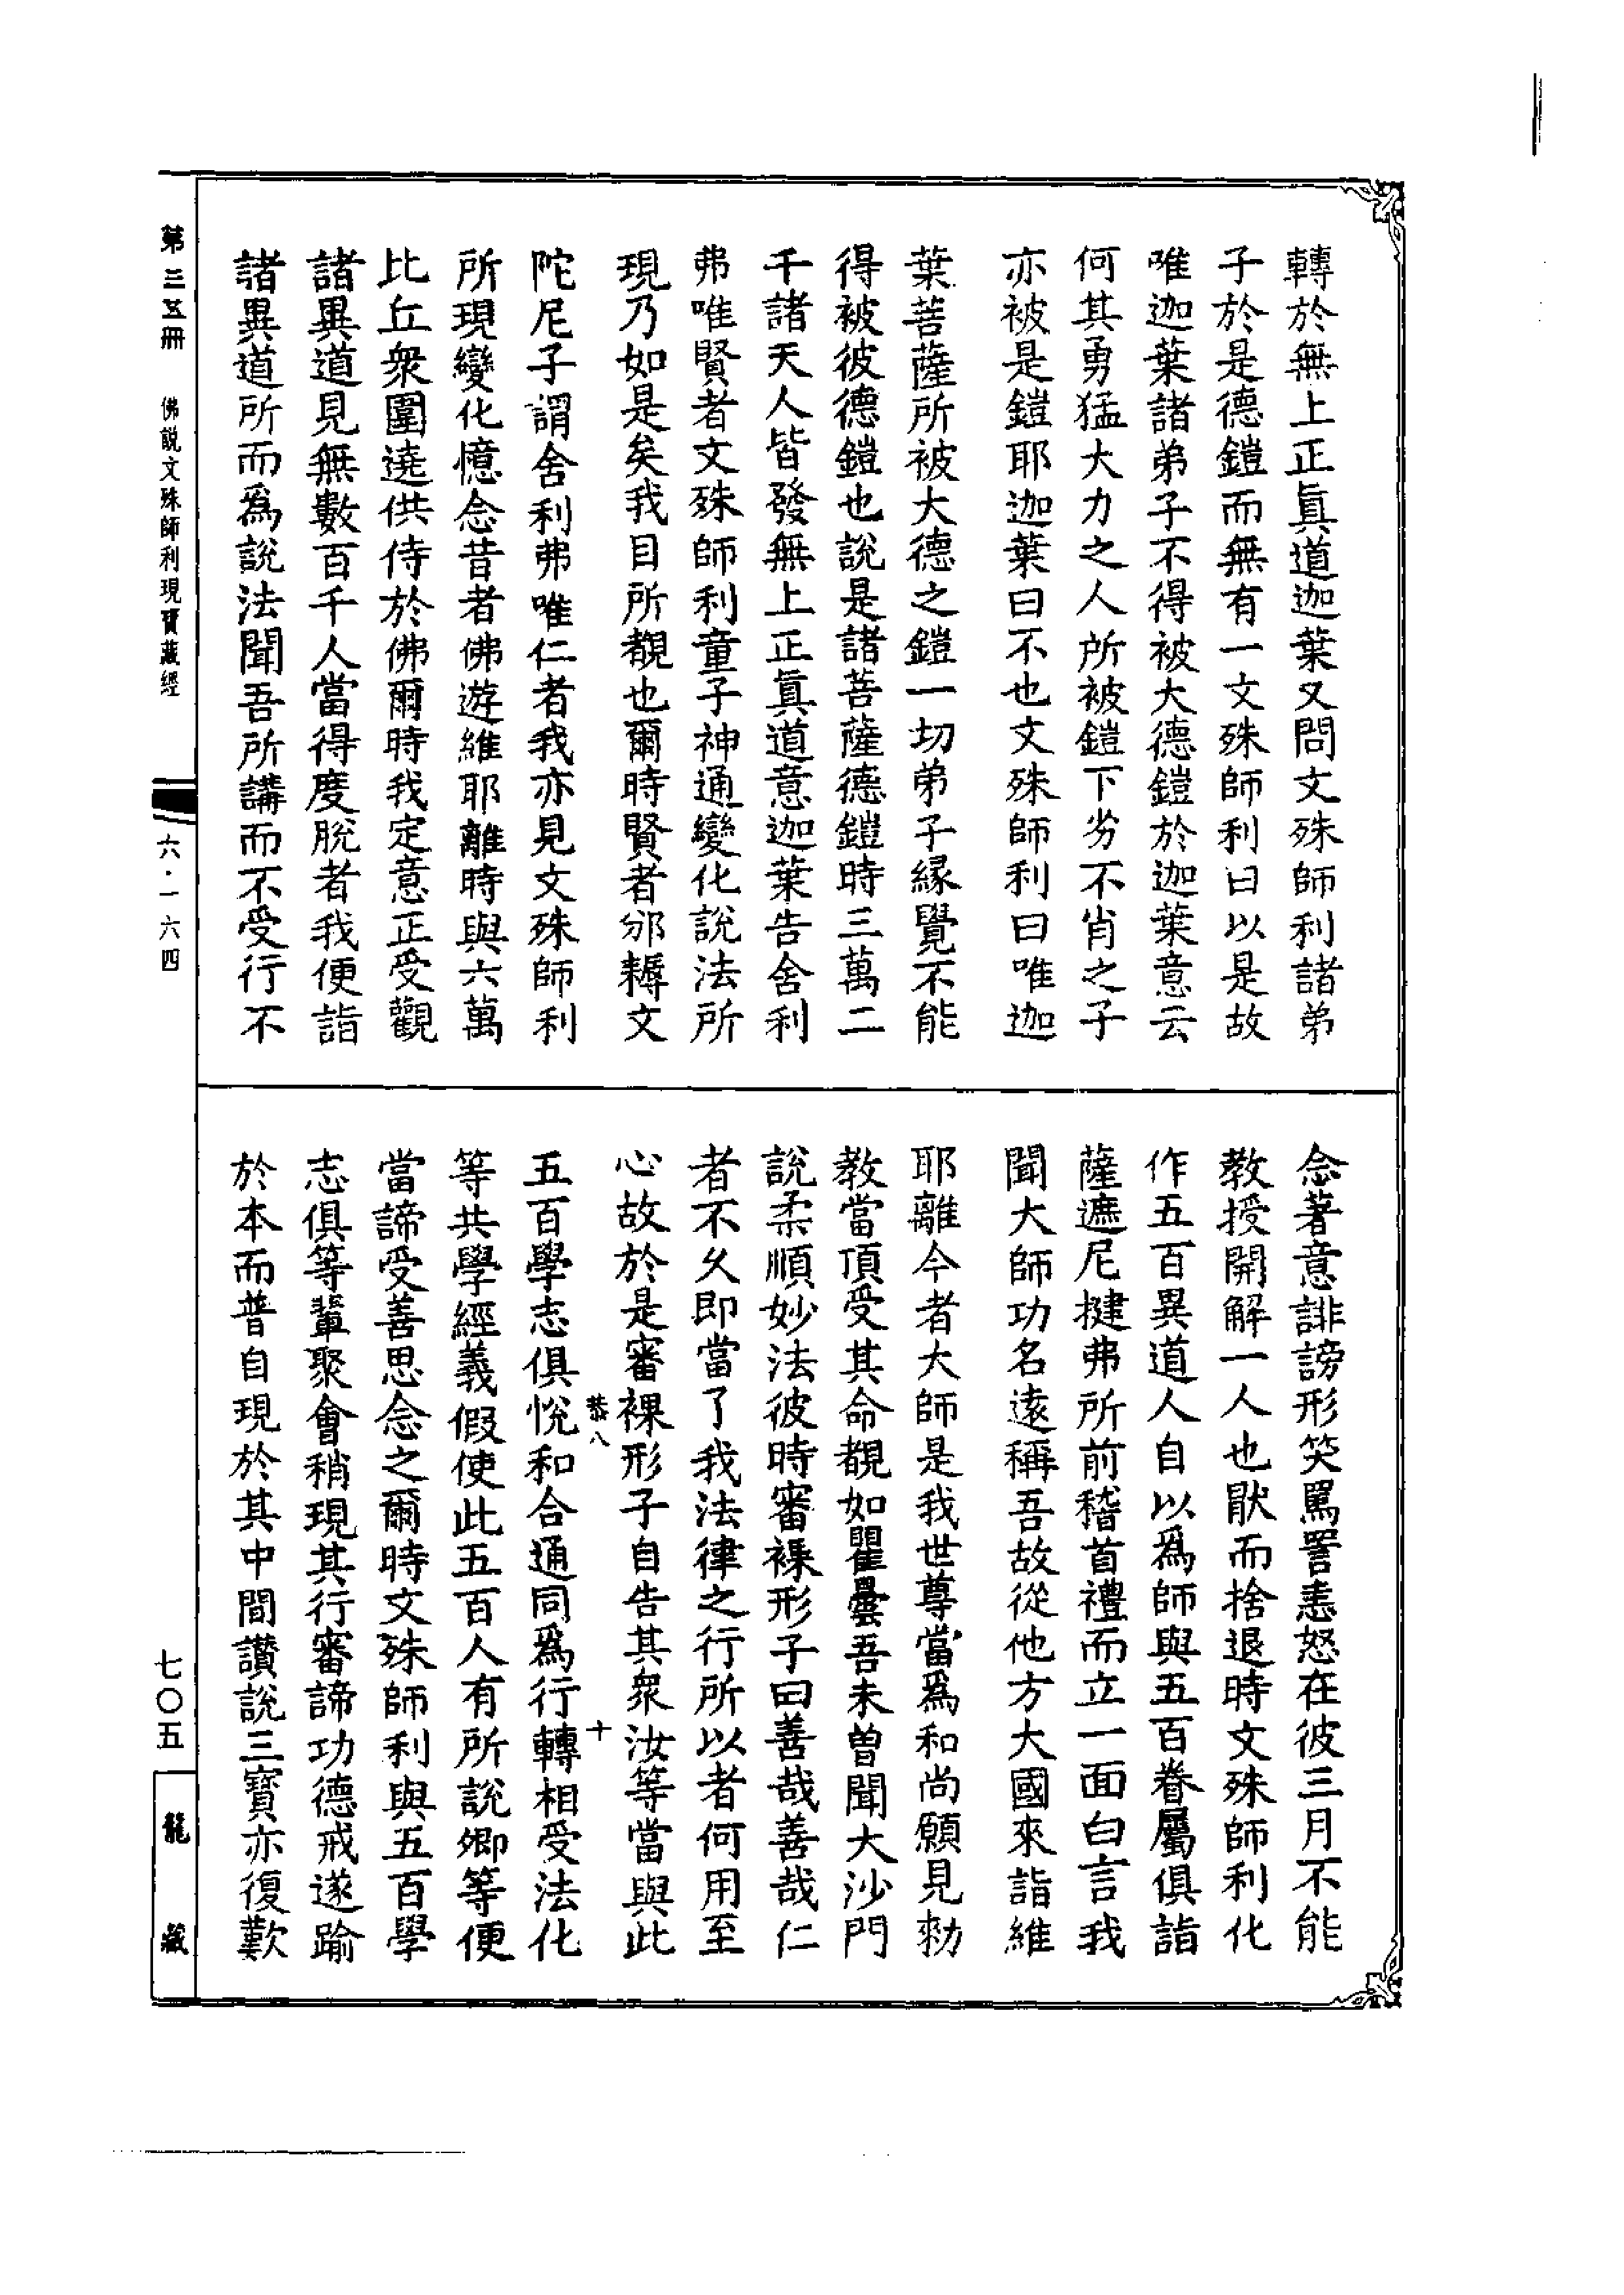 轉於無上正眞道迦葉又問文殊師利諸弟
子於是德鎧而無有一文殊師利曰以是故
唯迦葉諸弟子不得被大德鎧於迦葉意云
何其勇猛大力之人所被鎧下劣不肖之子
亦被是鎧耶迦葉曰不也文殊師利曰唯迦
葉菩薩所被大德之鎧一切弟子緣覺不能
得被彼德鎧也說是諸菩薩德鎧時三萬二
千諸天人皆發無上正眞道意迦葉告舍利
弗唯賢者文殊師利童子神通變化說法所
現乃如是矣我目所覩也爾時賢者邠耨文
陀尼子謂舍利弗唯仁者我亦見文殊師利
所現變化憶念昔者佛遊維耶離時與六萬
比丘衆圍遶供侍於佛爾時我定意正受觀
諸異道見無數百千人當得度脫者我便詣
諸異道所而爲說法聞吾所講而不受行不
念著意誹謗形笑罵詈恚怒在彼三月不能
教授開解一人也猒而捨退時文殊師利化
作五百異道人自以爲師與五百眷屬俱詣
薩遮尼揵弗所前稽首禮而立一面白言我
聞大師功名遠稱吾故從他方大國來詣維
耶離今者大師是我世尊當爲和尚願見勑
教當頂受其命覩如瞿曇吾未曾聞大沙門
說柔順妙法彼時審裸形子曰善哉善哉仁
者不久即當了我法律之行所以者何用至
心故於是審裸形子自告其衆汝等當與此
恭八
十
五百學志俱悅和合通同爲行轉相受法化
等共學經義假使此五百人有所說卿等便
當諦受善思念之爾時文殊師利與五百學
志俱等輩聚會稍現其行審諦功德戒遂踰
於本而普自現於其中間讚說三寶亦復歎
第三五冊
佛說文殊師利現寶藏經
六·一六四
七〇五
龍藏